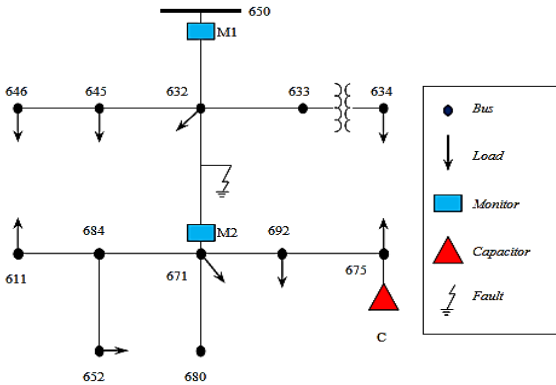 650
M1
646 645 632 633 634
Bus
Load
M2
Monitor
684 692
611 671 675
Capacitor
C
Fault
652 680